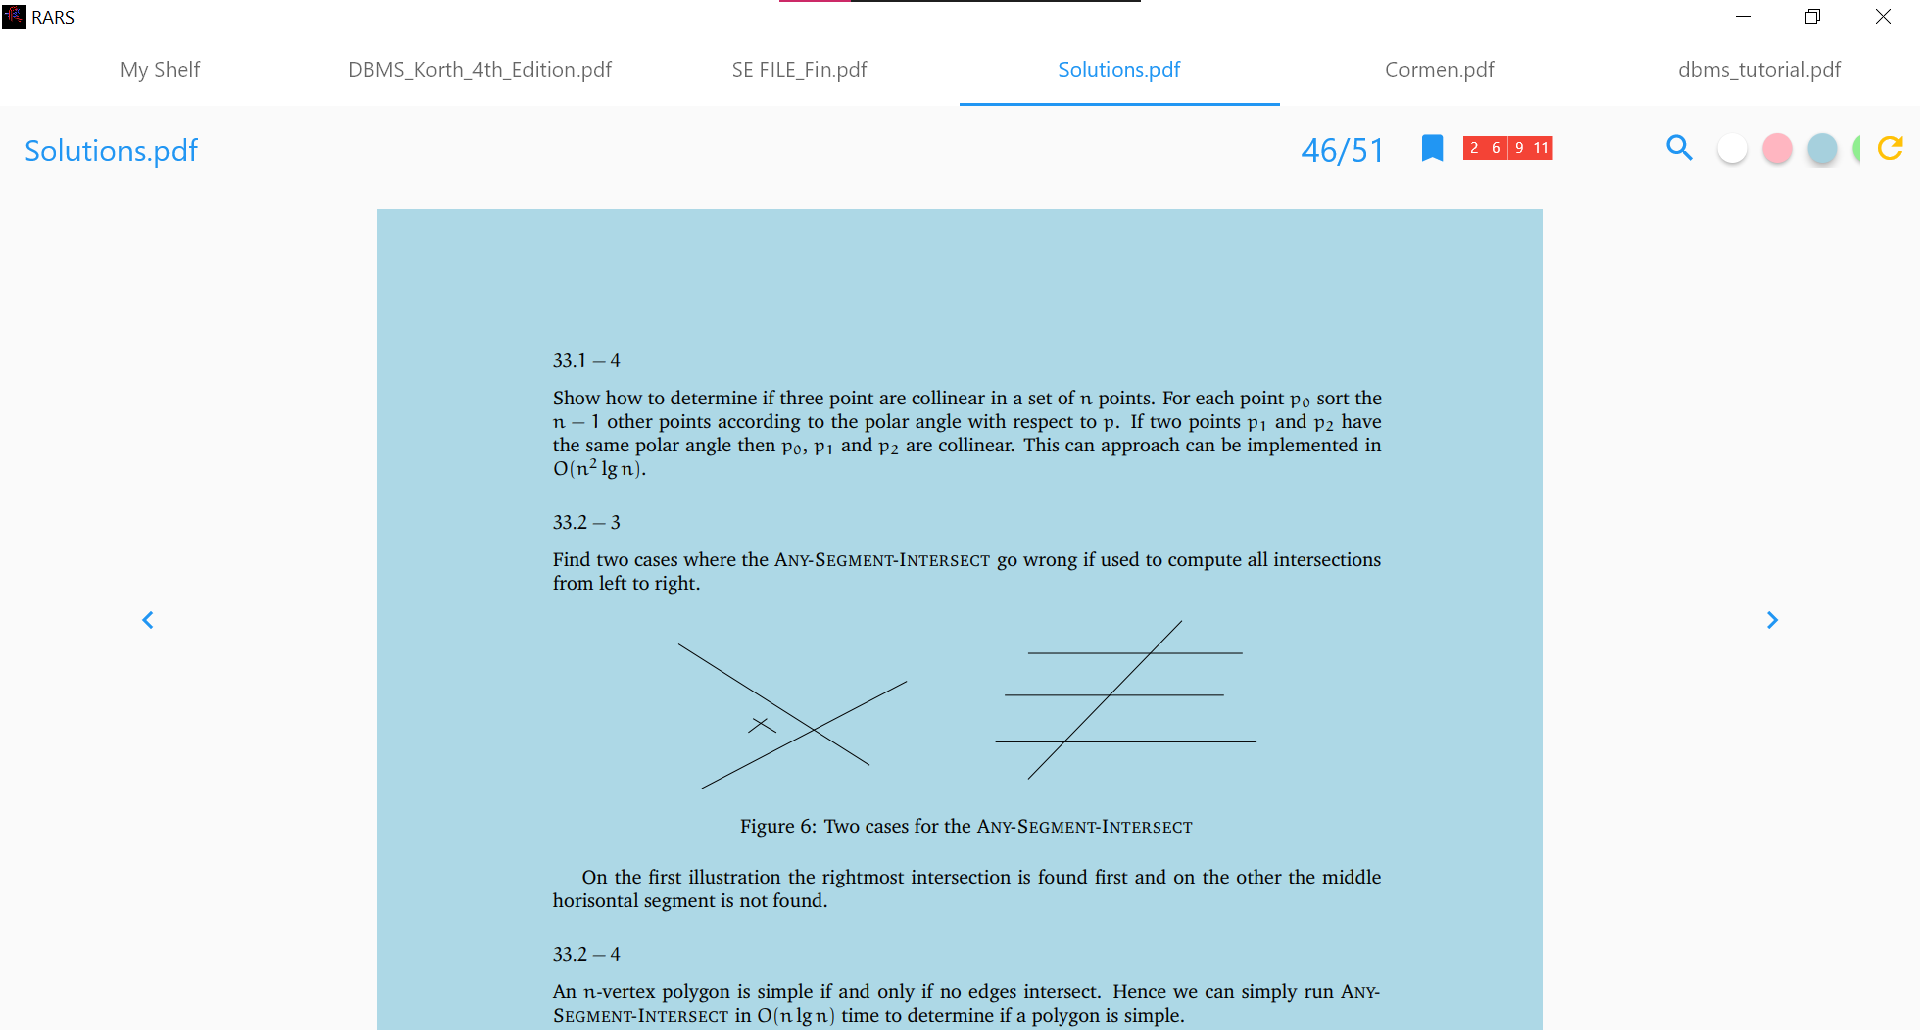 RARS
My Shelf
DBMS_Korth_4th_Edition.pdf
SE FILE_Fin.pdf
Solutions.pdf
Cormen.pdf
dbms_tutorial.pdf
Solutions.pdf
46/51
2 6 9 11
33.1 – 4
Show how to determine if three point are collinear in a set of n points. For each point p₀ sort the
n – 1 other points according to the polar angle with respect to p. If two points p₁ and p₂ have
the same polar angle then p₀, p₁ and p₂ are collinear. This can approach can be implemented in
O(n² lg n).
33.2 – 3
Find two cases where the ANY-SEGMENT-INTERSECT go wrong if used to compute all intersections
from left to right.
Figure 6: Two cases for the ANY-SEGMENT-INTERSECT
On the first illustration the rightmost intersection is found first and on the other the middle
horisontal segment is not found.
33.2 – 4
An n-vertex polygon is simple if and only if no edges intersect. Hence we can simply run ANY-
SEGMENT-INTERSECT in O(n lg n) time to determine if a polygon is simple.